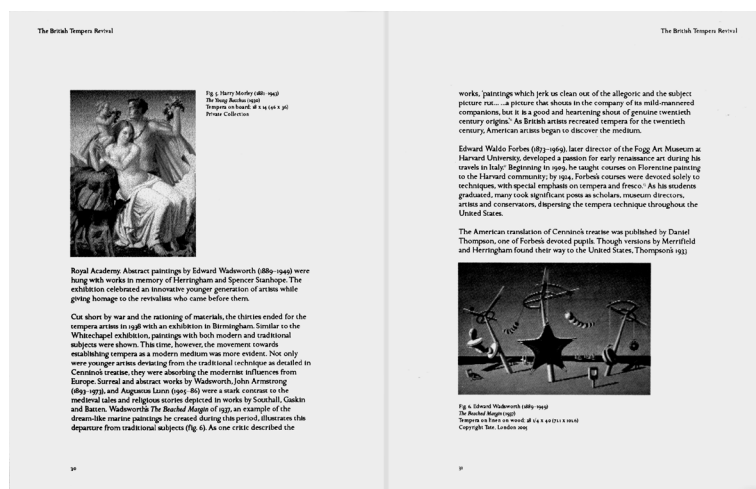 The British Tempera Revival
Fig. 5. Harry Morley (1881–1943)
The Young Bacchus (1930)
Tempera on board; 18 x 14 (46 x 36)
Private Collection
Royal Academy. Abstract paintings by Edward Wadsworth (1889–1949) were
hung with works in memory of Herringham and Spencer Stanhope. The
exhibition celebrated an innovative younger generation of artists while
giving homage to the revivalists who came before them.
Cut short by war and the rationing of materials, the thirties ended for the
tempera artists in 1938 with an exhibition in Birmingham. Similar to the
Whitechapel exhibition, paintings with both modern and traditional
subjects were shown. This time, however, the movement towards
establishing tempera as a modern medium was more evident. Not only
were younger artists deviating from the traditional technique as detailed in
Cennino's treatise, they were absorbing the modernist influences from
Europe. Surreal and abstract works by Wadsworth, John Armstrong
(1893–1973), and Augustus Lunn (1905–86) were a stark contrast to the
medieval tales and religious stories depicted in works by Southall, Gaskin
and Batten. Wadsworth's The Beached Margin of 1937, an example of the
dream-like marine paintings he created during this period, illustrates this
departure from traditional subjects (fig. 6). As one critic described the
30
The British Tempera Revival
works, 'paintings which jerk us clean out of the allegoric and the subject
picture rut... ...a picture that shouts in the company of its mild-mannered
companions, but it is a good and heartening shout of genuine twentieth
century origins.' As British artists recreated tempera for the twentieth
century, American artists began to discover the medium.
Edward Waldo Forbes (1873–1969), later director of the Fogg Art Museum at
Harvard University, developed a passion for early renaissance art during his
travels in Italy. Beginning in 1909, he taught courses on Florentine painting
to the Harvard community; by 1914, Forbes's courses were devoted solely to
techniques, with special emphasis on tempera and fresco. As his students
graduated, many took significant posts as scholars, museum directors,
artists and conservators, dispersing the tempera technique throughout the
United States.
The American translation of Cennino's treatise was published by Daniel
Thompson, one of Forbes's devoted pupils. Though versions by Merrifield
and Herringham found their way to the United States, Thompson's 1933
Fig. 6. Edward Wadsworth (1889–1949)
The Beached Margin (1937)
Tempera on linen on wood; 28 1/4 x 40 (71.1 x 101.6)
Copyright Tate, London 2005
31